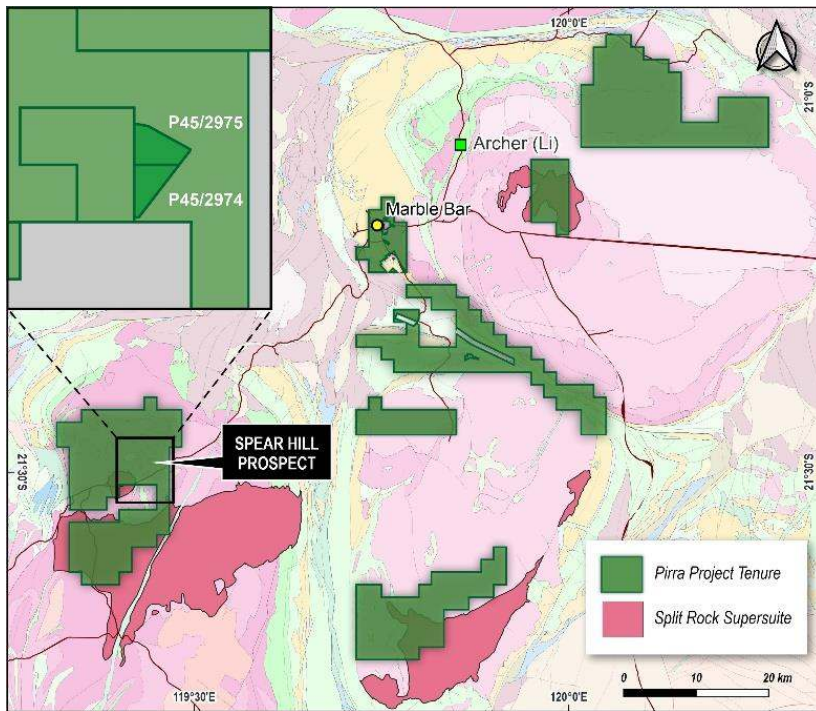 120°0'E
P45/2975
P45/2974
21°0'S
Archer (Li)
Marble Bar
SPEAR HILL
PROSPECT
21°30'S
21°30'S
Pirra Project Tenure
Split Rock Supersuite
0 10 20 km
119°30'E
120°0'E